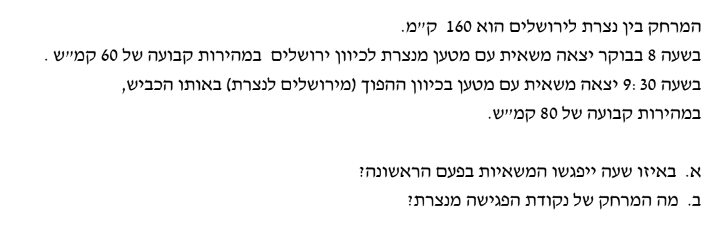 המרחק בין נצרת לירושלים הוא 160 ק״מ.
בשעה 8 בבוקר יצאה משאית עם מטען מנצרת לכיוון ירושלים במהירות קבועה של 60 קמ״ש .
בשעה 9:30 יצאה משאית עם מטען בכיוון ההפוך (מירושלים לנצרת) באותו הכביש,
במהירות קבועה של 80 קמ״ש.
א. באיזו שעה ייפגשו המשאיות בפעם הראשונה?
ב. מה המרחק של נקודת הפגישה מנצרת?